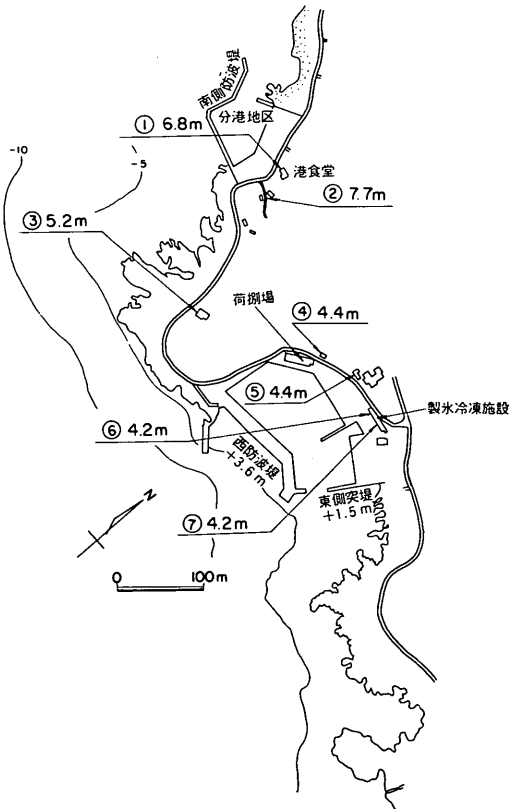 南側防波堤
分港地区
① 6.8m
港食堂
-10
-5
② 7.7m
③ 5.2m
荷捌場
④ 4.4m
⑤ 4.4m
製氷冷凍施設
⑥ 4.2m
西防波堤
+3.6 m
東側突堤
+1.5 m
⑦ 4.2m
N
0 100m